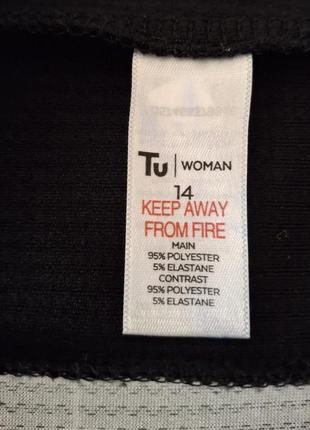 Tu | WOMAN
14
KEEP AWAY
FROM FIRE
MAIN
95% POLYESTER
5% ELASTANE
CONTRAST
95% POLYESTER
5% ELASTANE